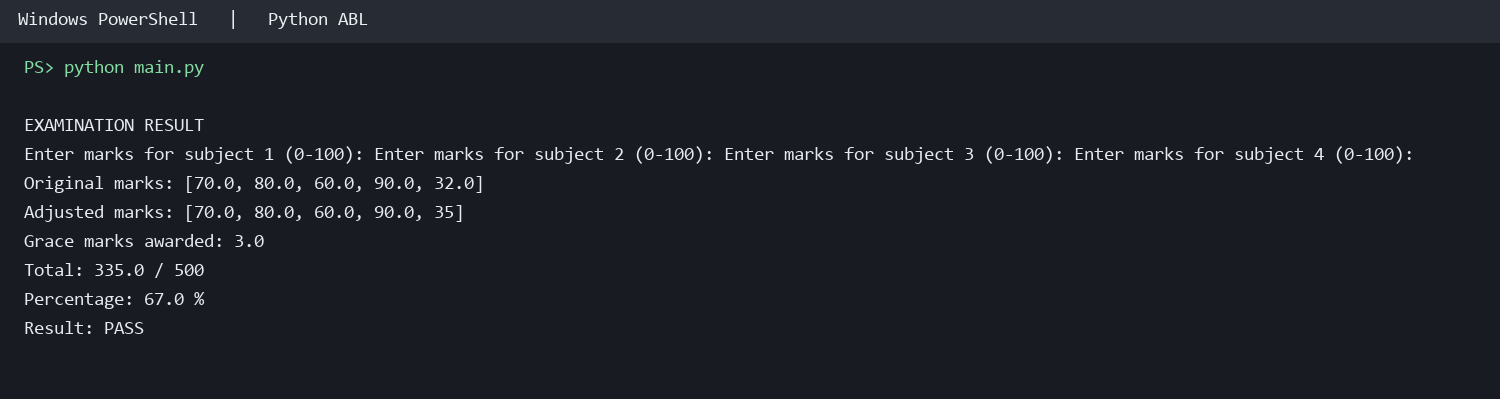 Windows PowerShell | Python ABL
PS> python main.py
EXAMINATION RESULT
Enter marks for subject 1 (0-100): Enter marks for subject 2 (0-100): Enter marks for subject 3 (0-100): Enter marks for subject 4 (0-100):
Original marks: [70.0, 80.0, 60.0, 90.0, 32.0]
Adjusted marks: [70.0, 80.0, 60.0, 90.0, 35]
Grace marks awarded: 3.0
Total: 335.0 / 500
Percentage: 67.0 %
Result: PASS